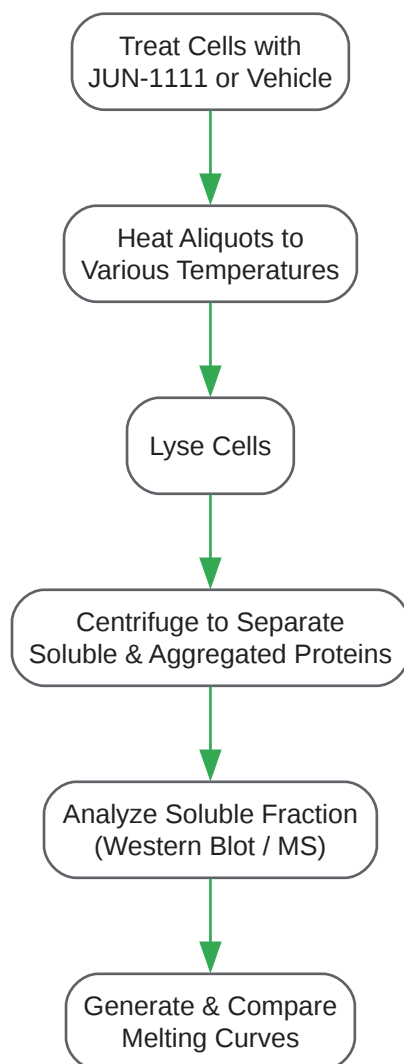 Treat Cells with
JUN-1111 or Vehicle
Heat Aliquots to
Various Temperatures
Lyse Cells
Centrifuge to Separate
Soluble & Aggregated Proteins
Analyze Soluble Fraction
(Western Blot / MS)
Generate & Compare
Melting Curves